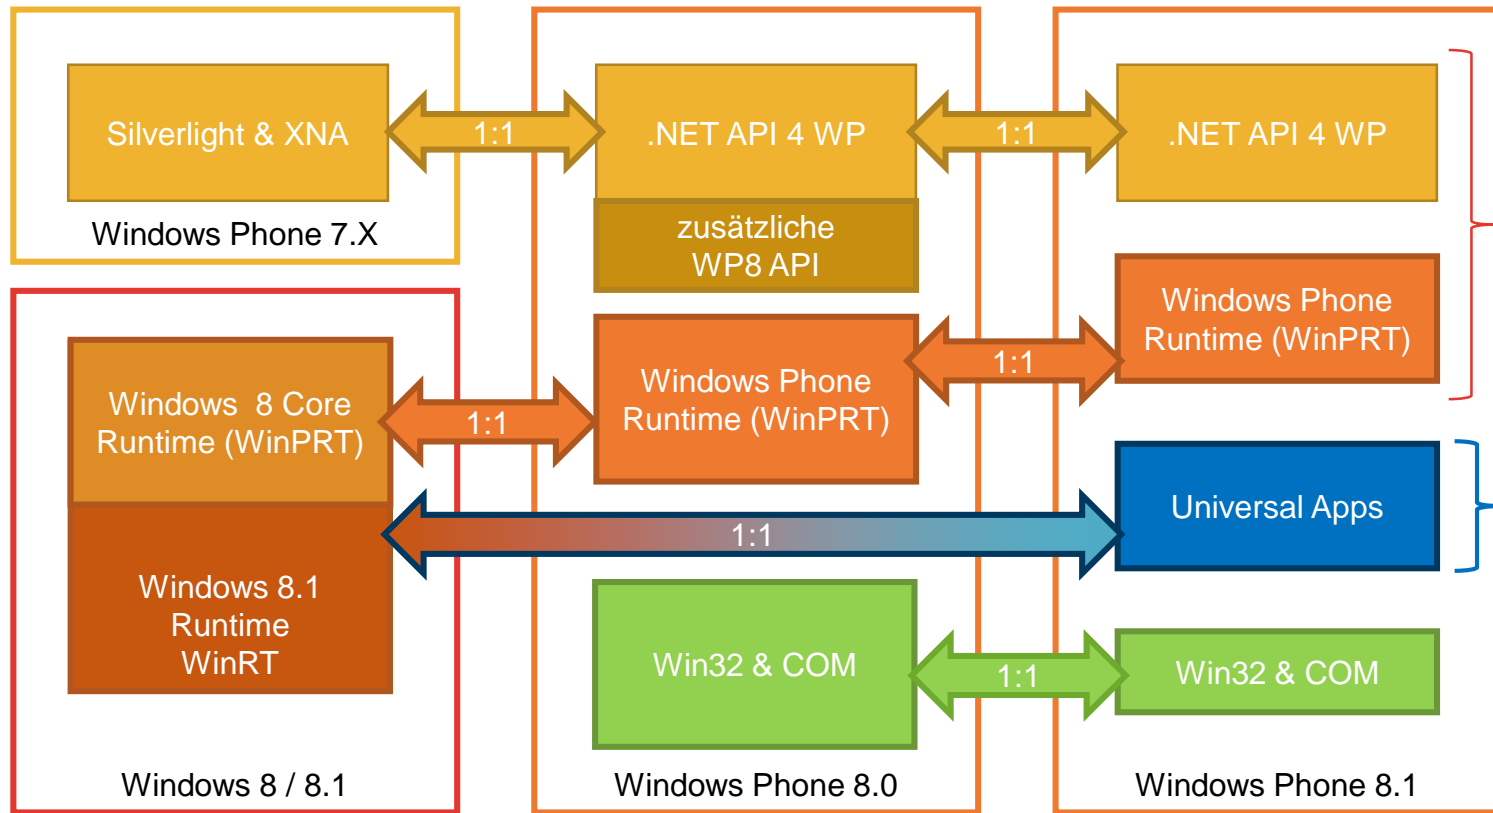 Silverlight & XNA
1:1
.NET API 4 WP
1:1
.NET API 4 WP
Windows Phone 7.X
zusätzliche
WP8 API
Windows Phone
Runtime (WinPRT)
1:1
Windows Phone
Runtime (WinPRT)
Windows  8 Core
Runtime (WinPRT)
1:1
Universal Apps
1:1
Windows 8.1
Runtime
WinRT
Win32 & COM
1:1
Win32 & COM
Windows 8 / 8.1
Windows Phone 8.0
Windows Phone 8.1